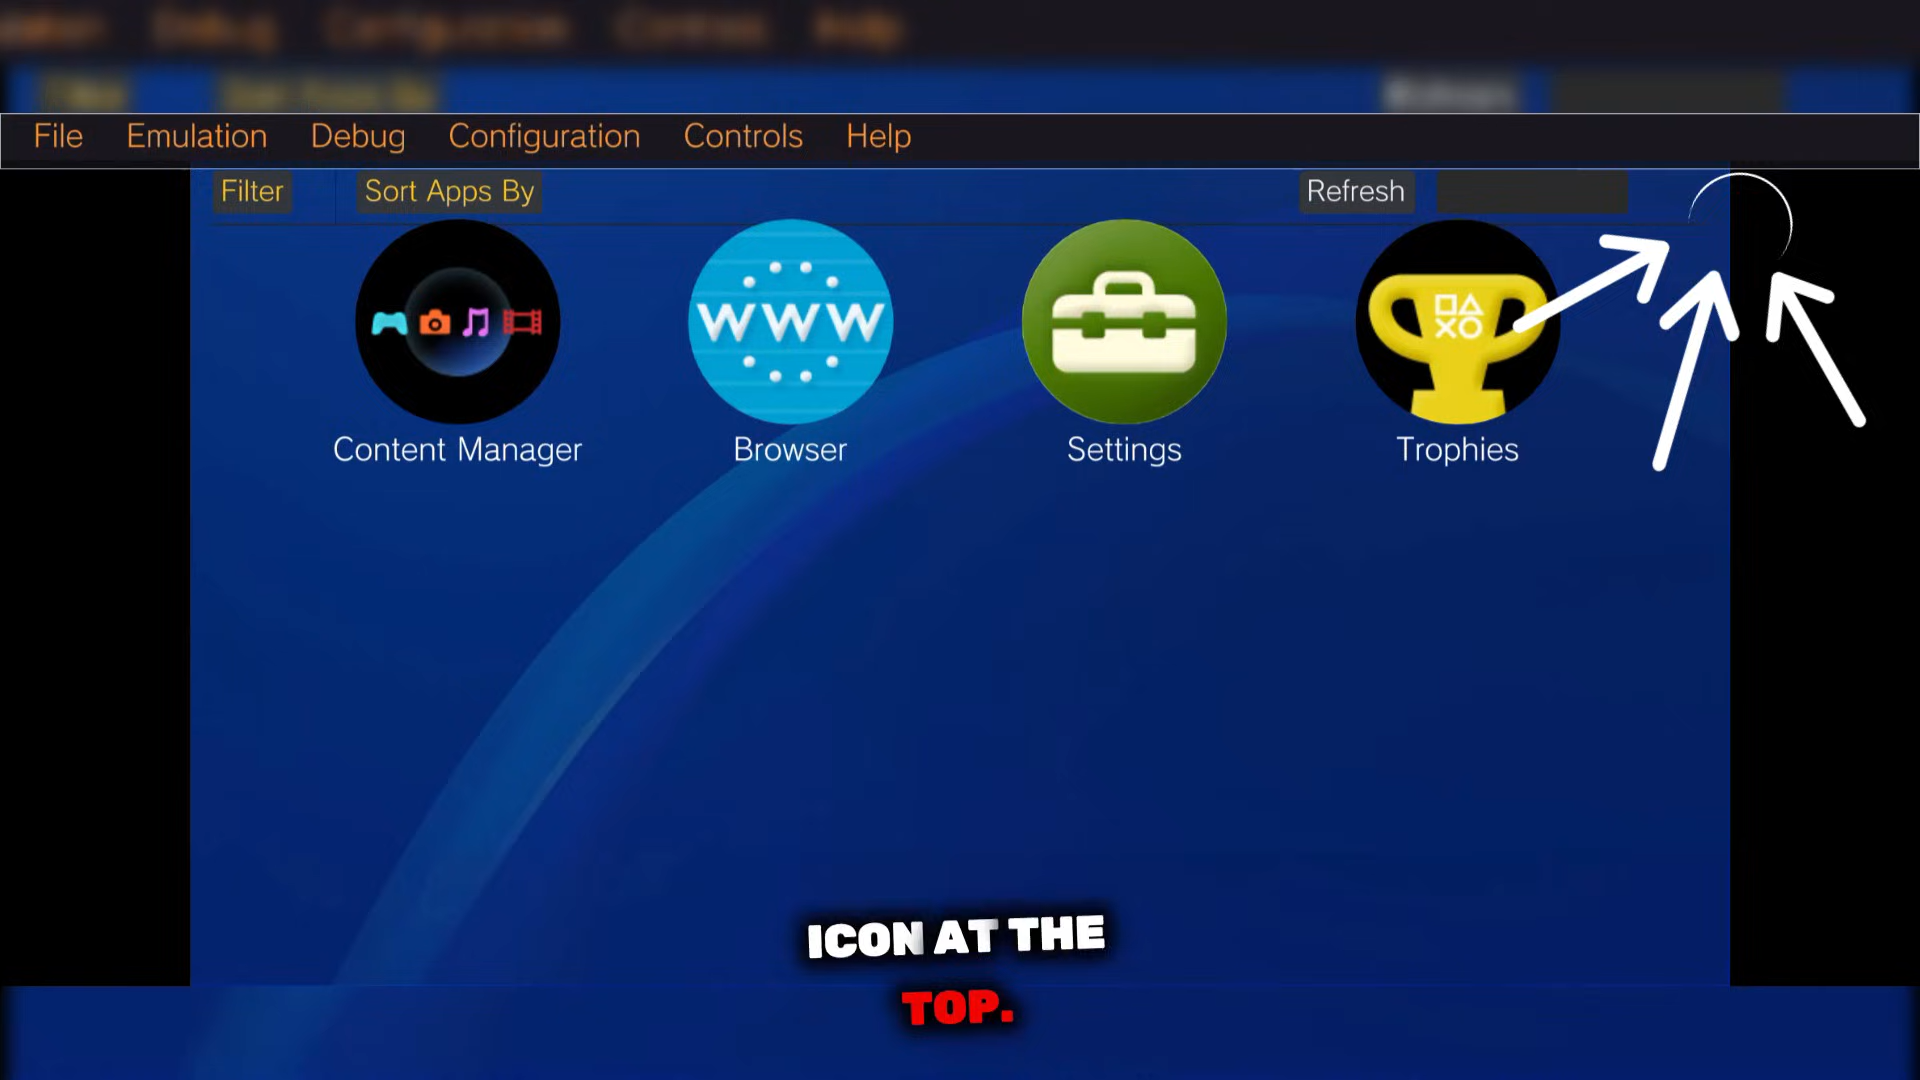 File Emulation Debug Configuration Controls Help
Filter Sort Apps By Refresh
WWW
Content Manager Browser Settings Trophies
ICON AT THE
TOP.